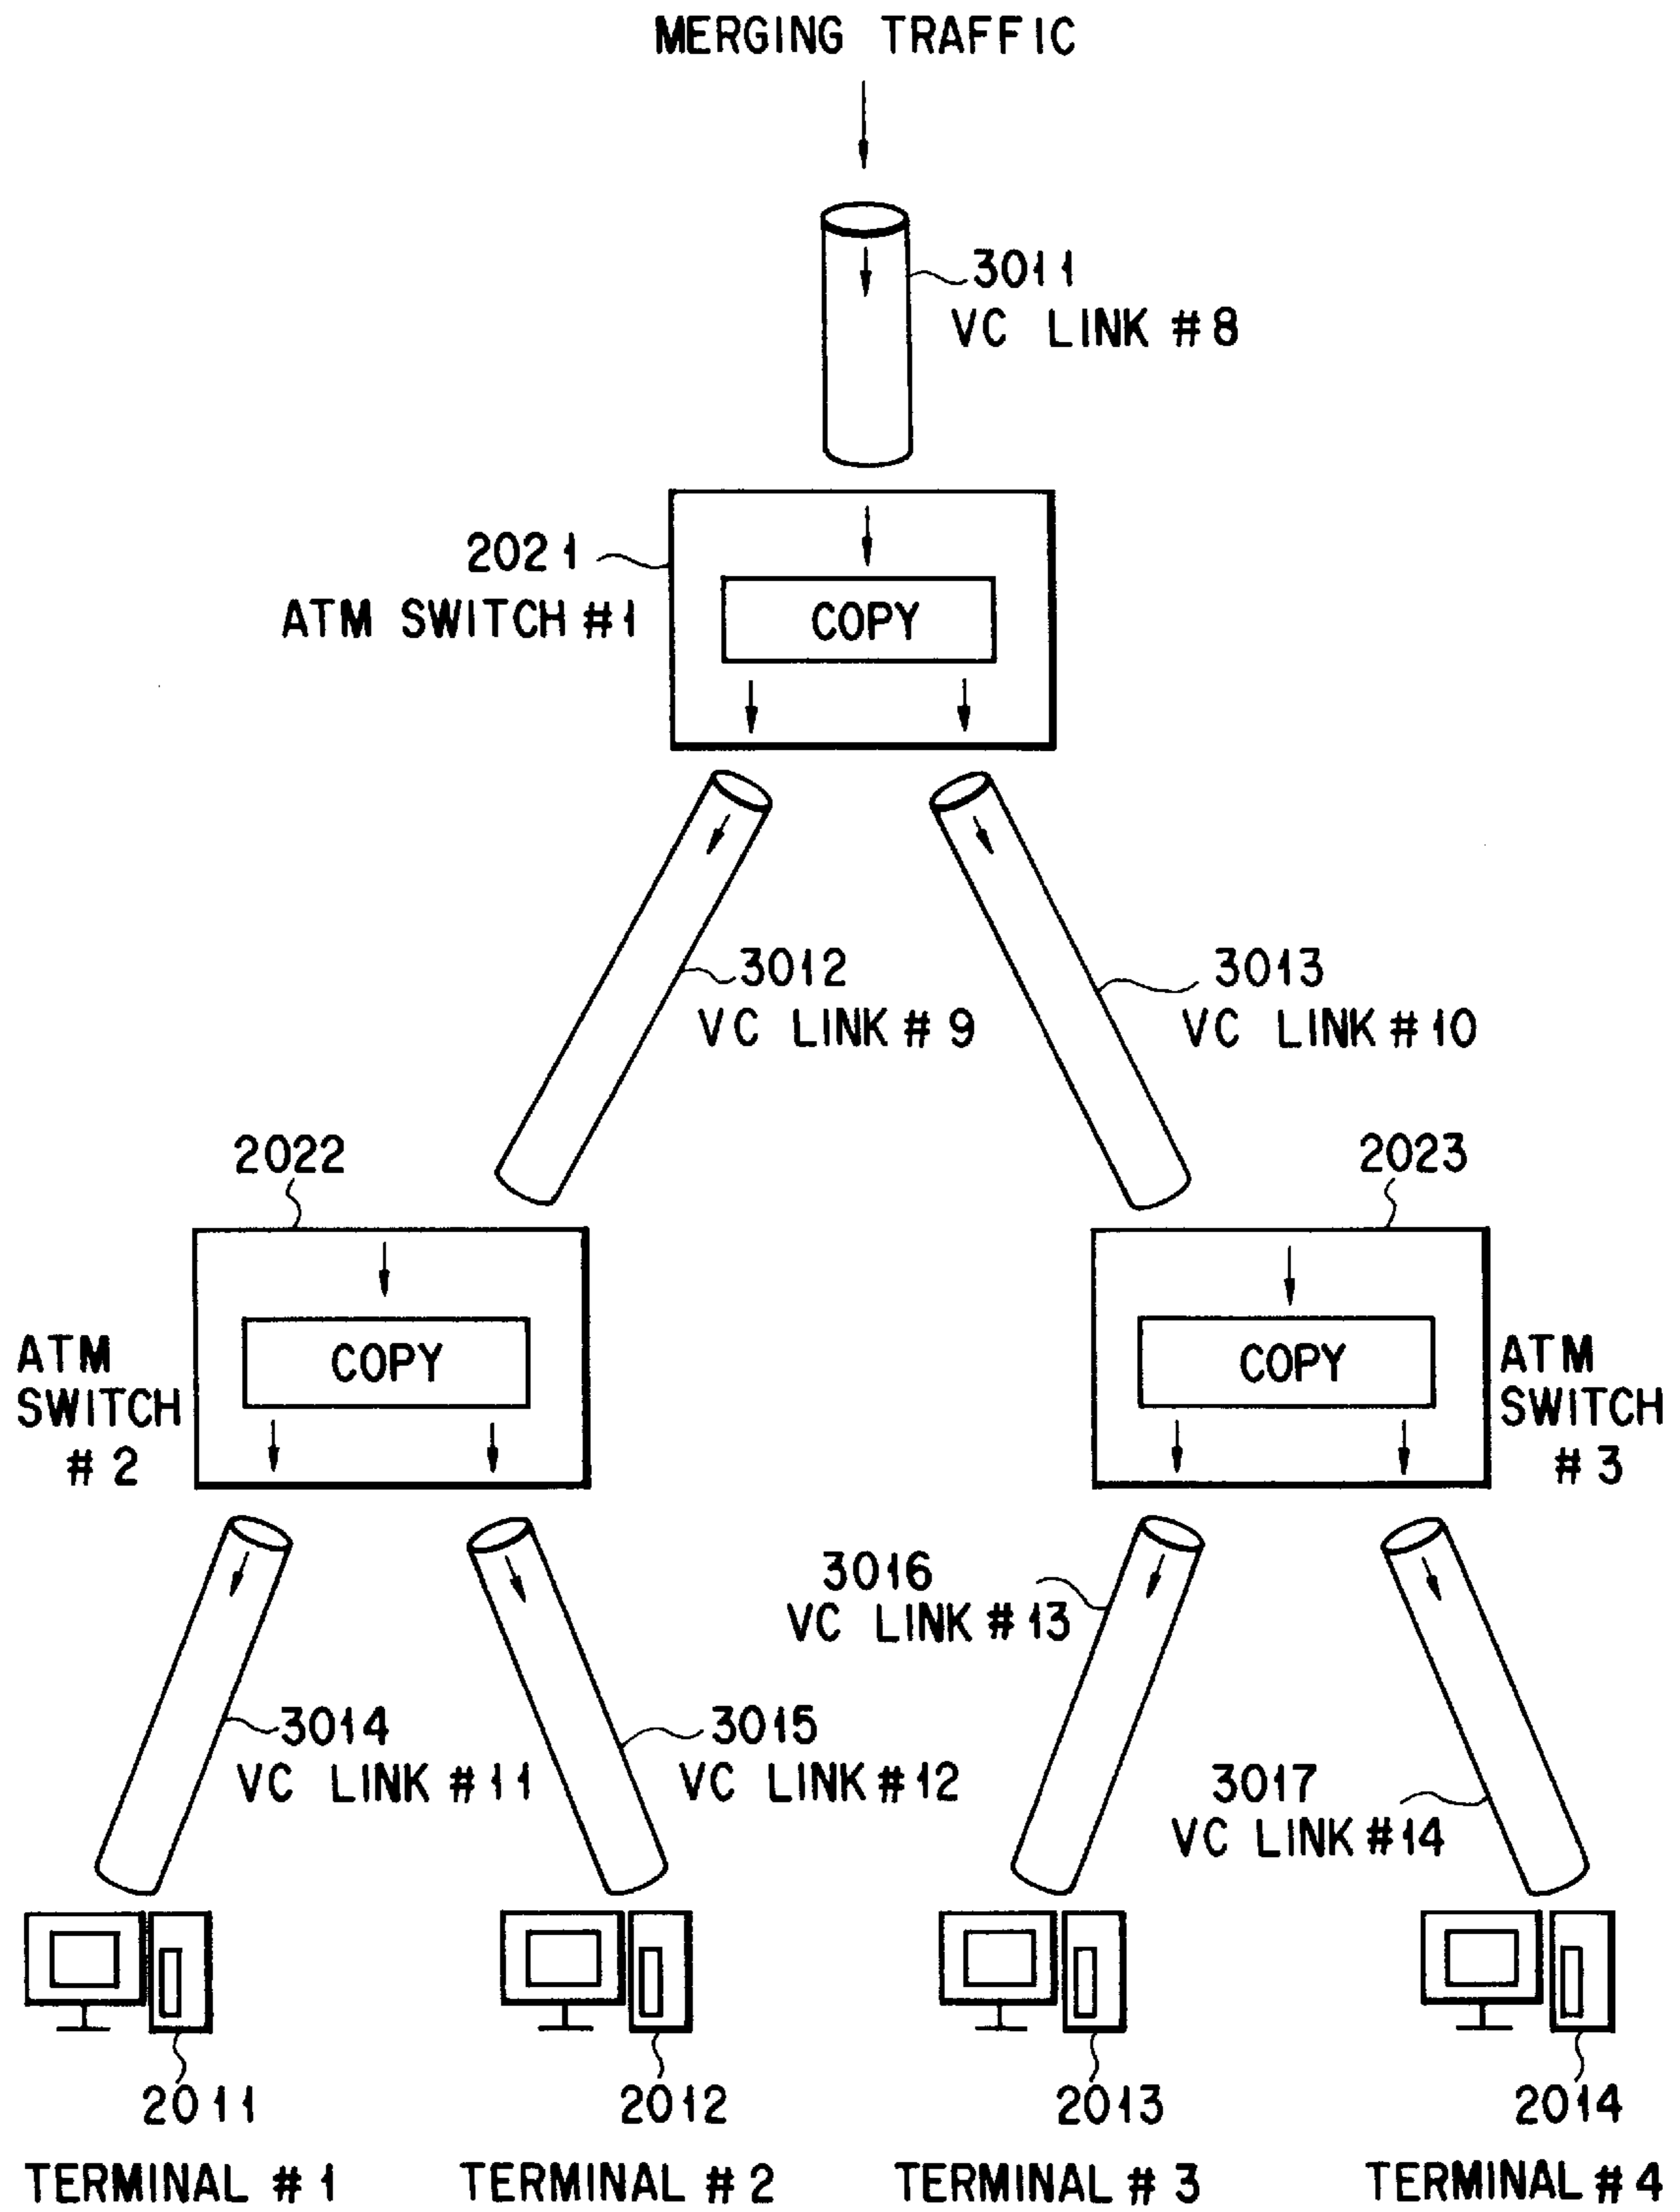 MERGING TRAFFIC
3011
VC LINK #8
2021
ATM SWITCH #1
COPY
3012
VC LINK # 9
3013
VC LINK # 10
2022
2023
ATM
SWITCH
# 2
COPY
COPY
ATM
SWITCH
# 3
3016
VC LINK # 13
3014
VC LINK # 11
3015
VC LINK #12
3017
VC LINK #14
2011
2012
2013
2014
TERMINAL # 1
TERMINAL # 2
TERMINAL # 3
TERMINAL # 4